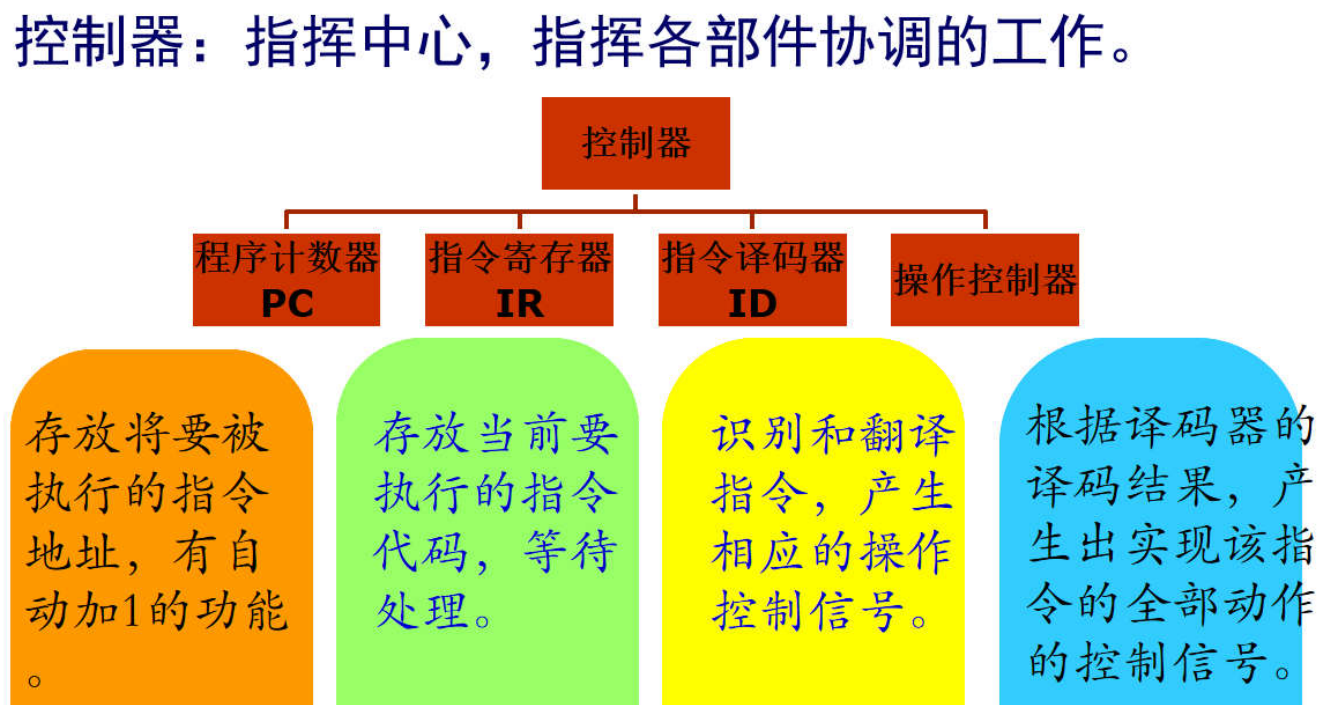 控制器：指挥中心，指挥各部件协调的工作。
控制器
程序计数器
PC
指令寄存器
IR
指令译码器
ID
操作控制器
存放将要被
执行的指令
地址，有自
动加1的功能
。
存放当前要
执行的指令
代码，等待
处理。
识别和翻译
指令，产生
相应的操作
控制信号。
根据译码器的
译码结果，产
生出实现该指
令的全部动作
的控制信号。